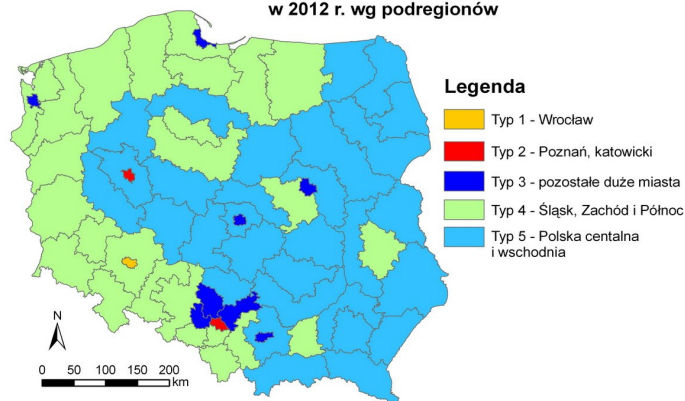 w 2012 r. wg podregionów
Legenda
Typ 1 - Wrocław
Typ 2 - Poznań, katowicki
Typ 3 - pozostałe duże miasta
Typ 4 - Śląsk, Zachód i Północ
Typ 5 - Polska centalna
i wschodnia
N
0 50 100 150 200
km